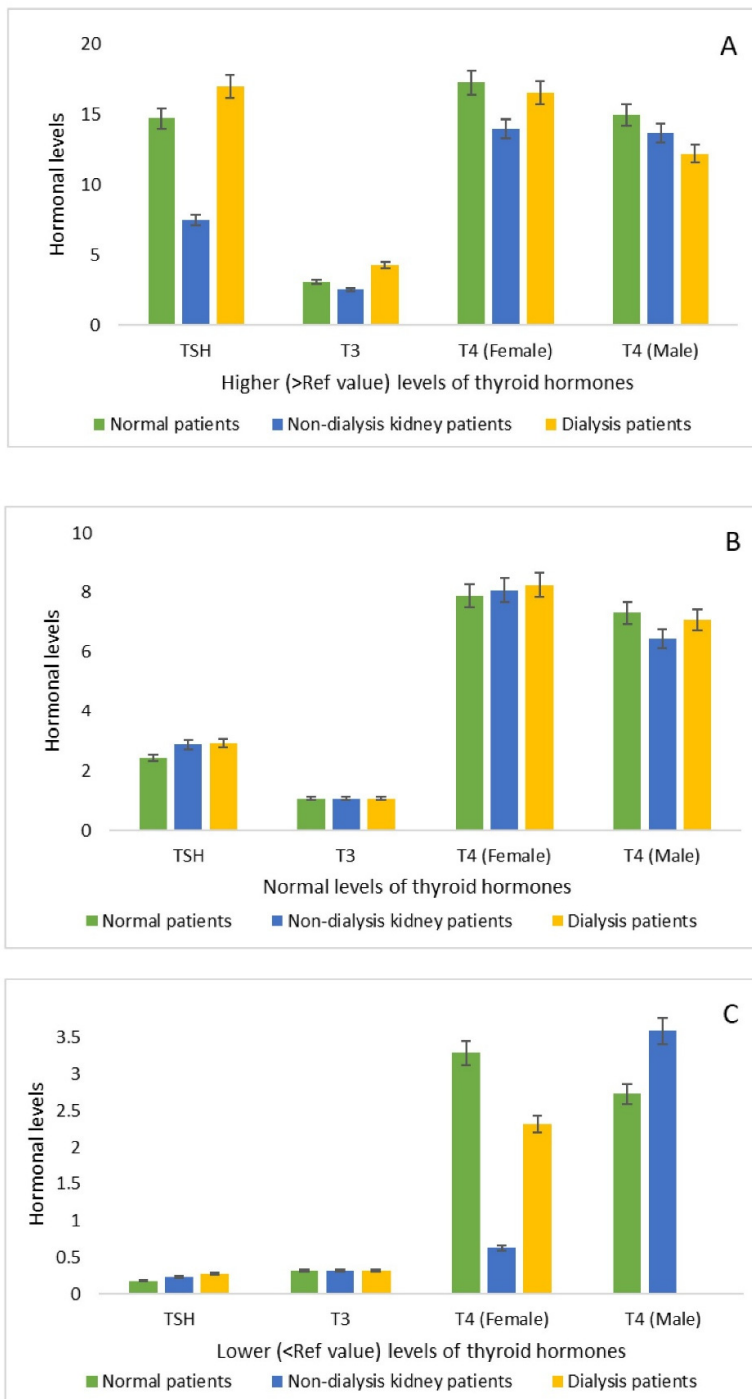 A
20
15
10
5
0
Hormonal levels
TSH T3 T4 (Female) T4 (Male)
Higher (>Ref value) levels of thyroid hormones
Normal patients Non-dialysis kidney patients Dialysis patients
B
10
8
6
4
2
0
Hormonal levels
TSH T3 T4 (Female) T4 (Male)
Normal levels of thyroid hormones
Normal patients Non-dialysis kidney patients Dialysis patients
C
3.5
3
2.5
2
1.5
1
0.5
0
Hormonal levels
TSH T3 T4 (Female) T4 (Male)
Lower (<Ref value) levels of thyroid hormones
Normal patients Non-dialysis kidney patients Dialysis patients